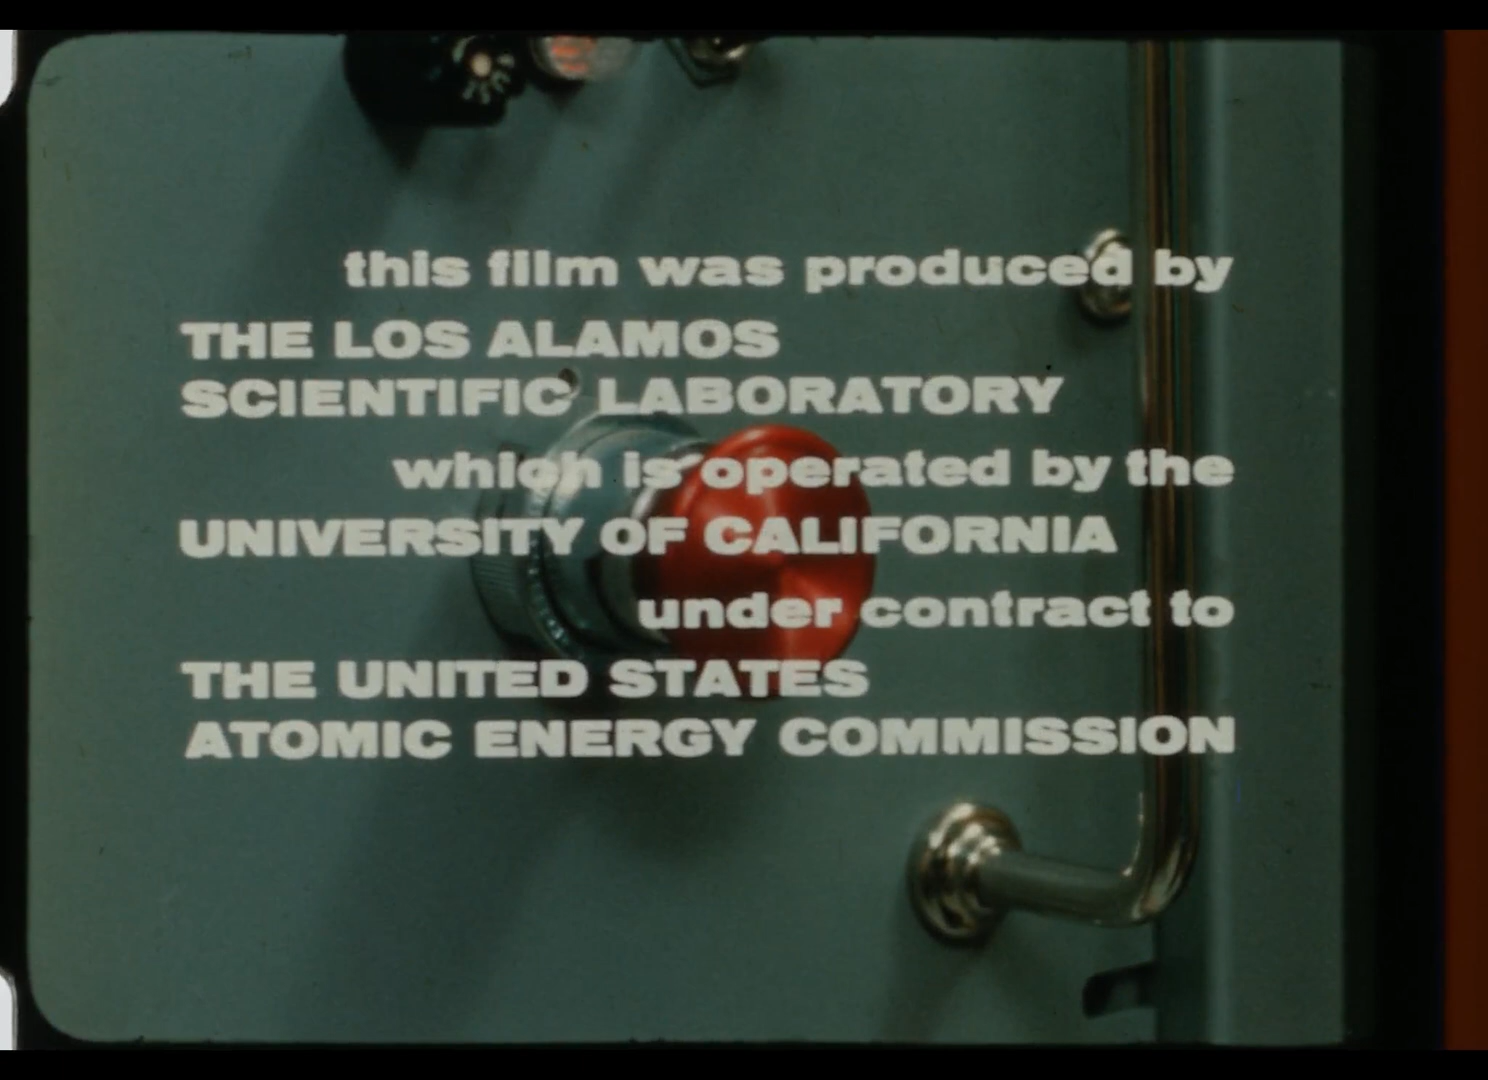 this film was produced by
THE LOS ALAMOS
SCIENTIFIC LABORATORY
which is operated by the
UNIVERSITY OF CALIFORNIA
under contract to
THE UNITED STATES
ATOMIC ENERGY COMMISSION